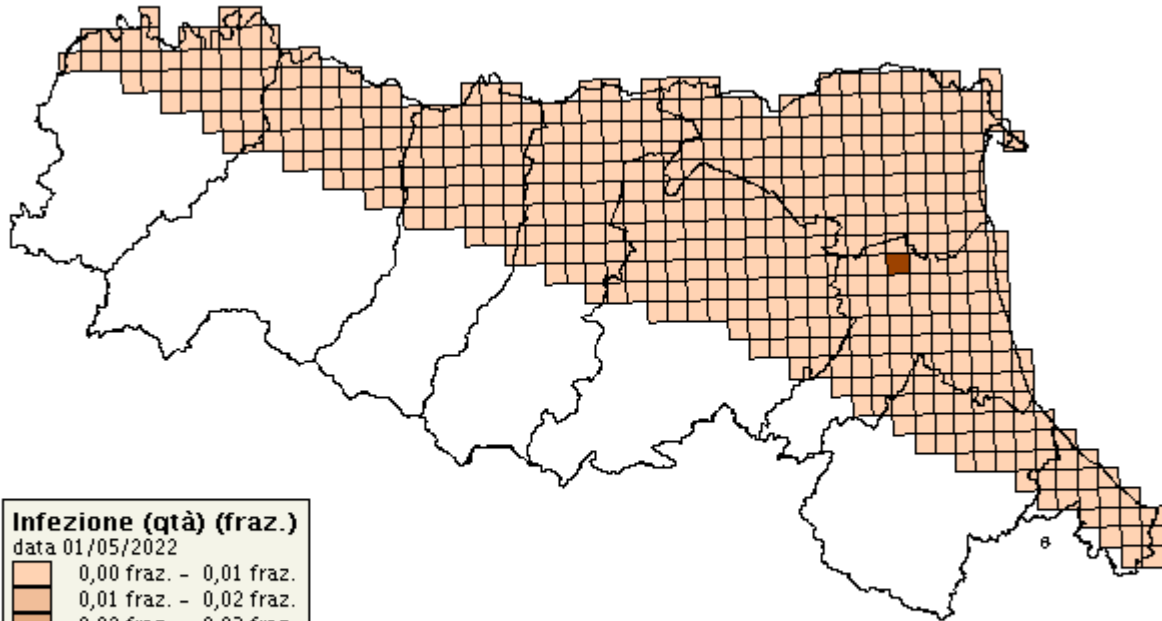 Infezione (qtà) (fraz.)
data 01/05/2022
0,00 fraz. - 0,01 fraz.
0,01 fraz. - 0,02 fraz.